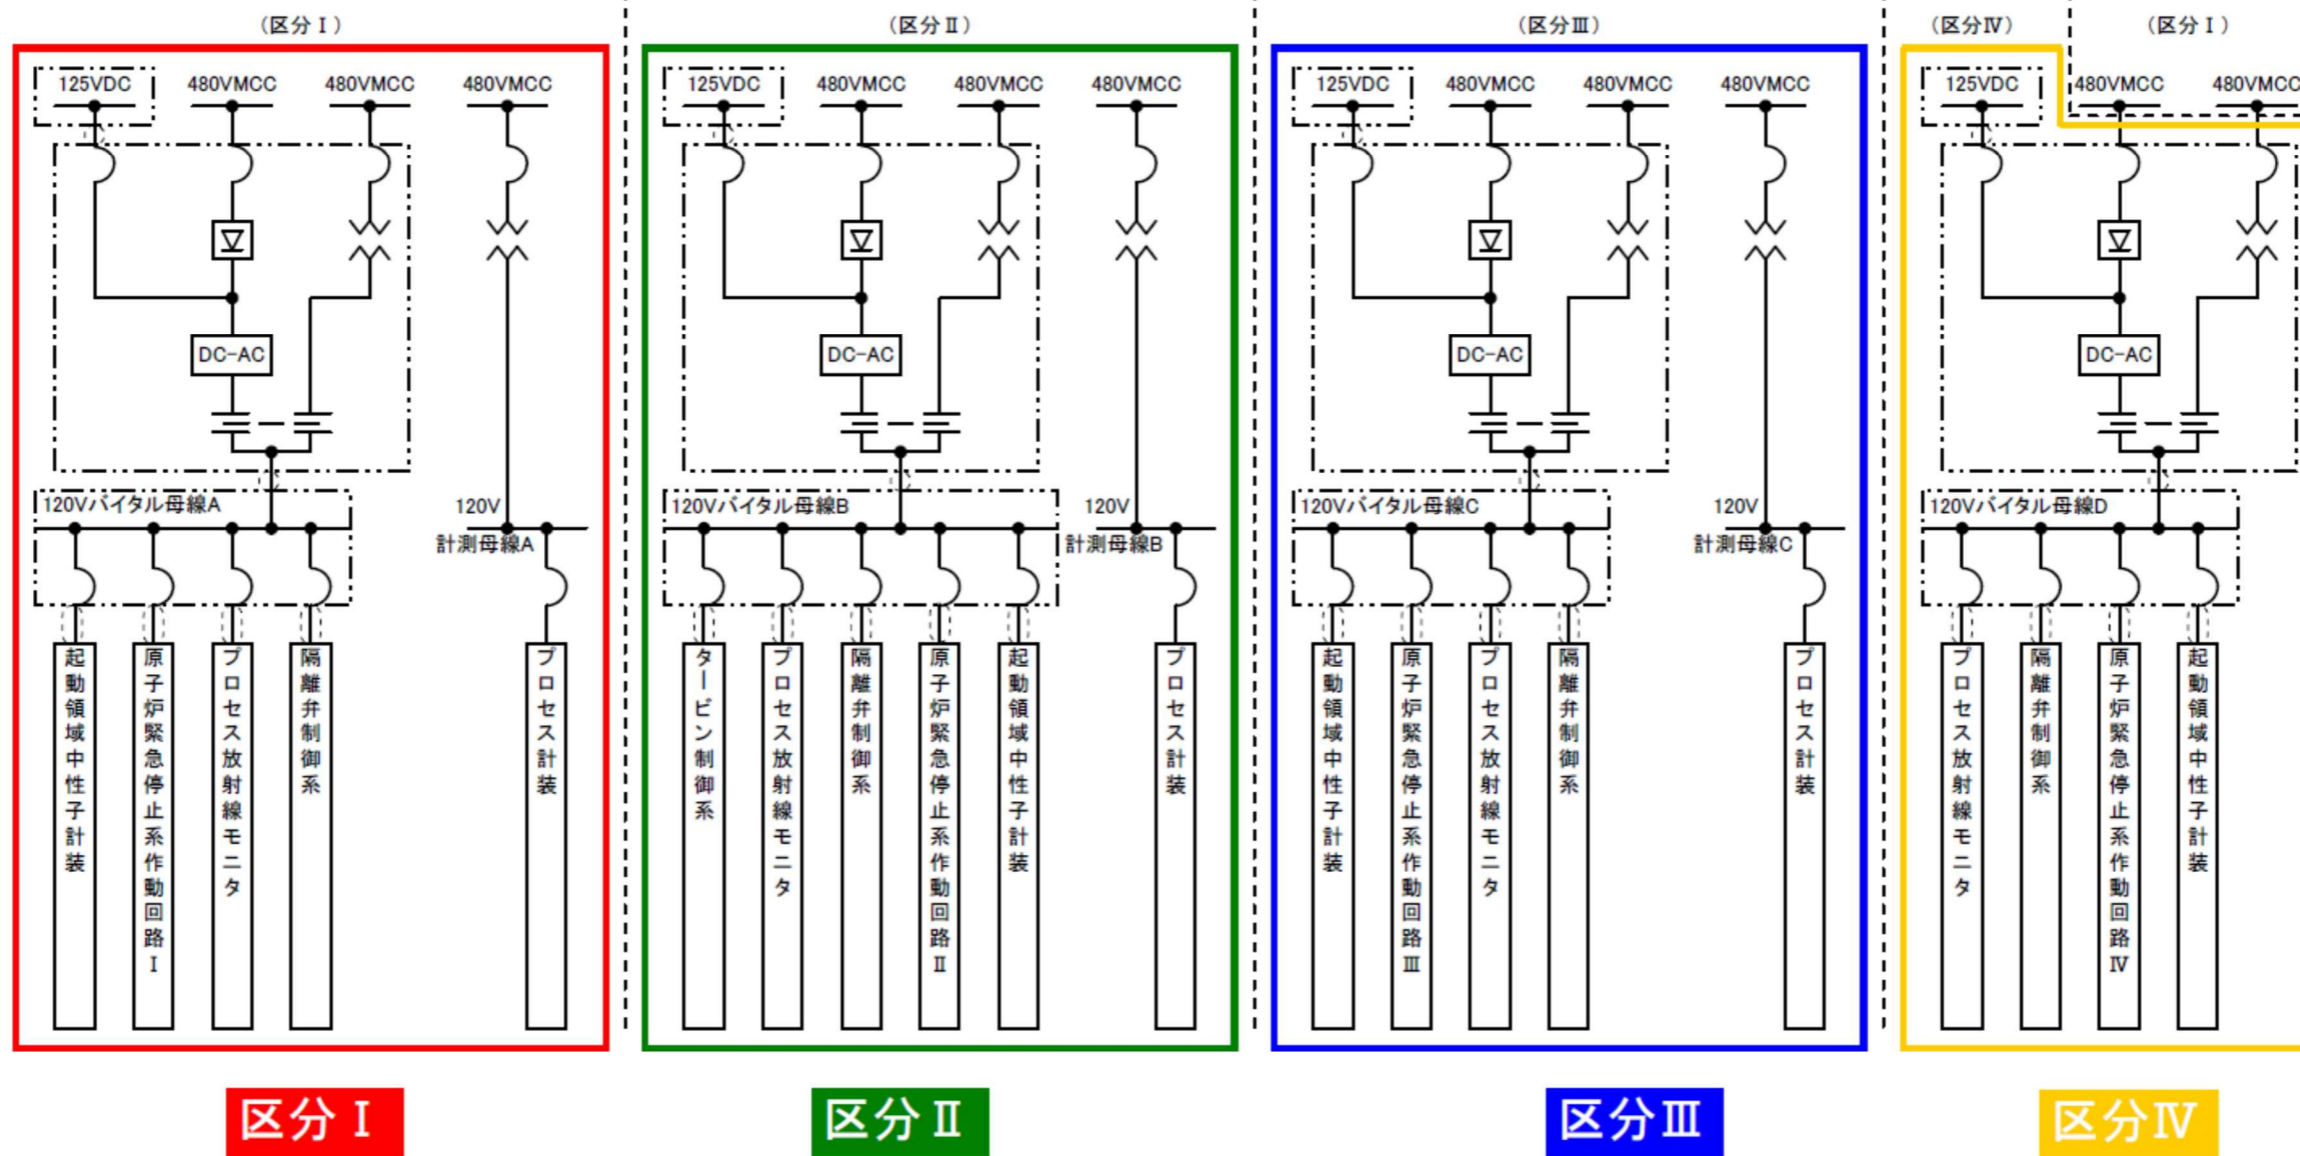 (区分Ⅰ)
(区分Ⅱ)
(区分Ⅲ)
(区分Ⅳ)
(区分Ⅰ)
125VDC
480VMCC
480VMCC
480VMCC
125VDC
480VMCC
480VMCC
480VMCC
125VDC
480VMCC
480VMCC
480VMCC
125VDC
480VMCC
480VMCC
DC-AC
DC-AC
DC-AC
DC-AC
120Vバイタル母線A
120V
計測母線A
120Vバイタル母線B
120V
計測母線B
120Vバイタル母線C
120V
計測母線C
120Vバイタル母線D
起動領域中性子計装
原子炉緊急停止系作動回路Ⅰ
プロセス放射線モニタ
隔離弁制御系
プロセス計装
タービン制御系
プロセス放射線モニタ
隔離弁制御系
原子炉緊急停止系作動回路Ⅱ
起動領域中性子計装
プロセス計装
起動領域中性子計装
原子炉緊急停止系作動回路Ⅲ
プロセス放射線モニタ
隔離弁制御系
プロセス計装
プロセス放射線モニタ
隔離弁制御系
原子炉緊急停止系作動回路Ⅳ
起動領域中性子計装
区分Ⅰ
区分Ⅱ
区分Ⅲ
区分Ⅳ